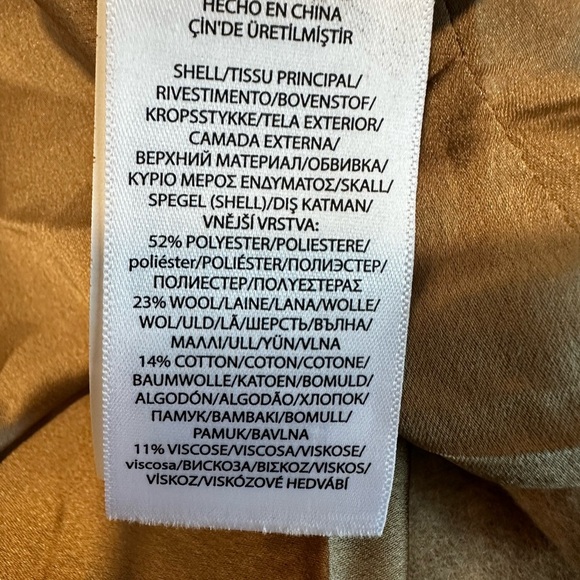 HECHO EN CHINA
ÇİN'DE ÜRETİLMİŞTİR
SHELL/TISSU PRINCIPAL/
RIVESTIMENTO/BOVENSTOF/
KROPSSTYKKE/TELA EXTERIOR/
CAMADA EXTERNA/
ВЕРХНИЙ МАТЕРИАЛ/ОБВИВКА/
ΚΥΡΙΟ ΜΕΡΟΣ ΕΝΔΥΜΑΤΟΣ/SKALL/
SPEGEL (SHELL)/DIŞ KATMAN/
VNĚJŠÍ VRSTVA:
52% POLYESTER/POLIESTERE/
poliéster/POLIÉSTER/ПОЛИЭСТЕР/
ПОЛИЕСТЕР/ΠΟΛΥΕΣΤΕΡΑΣ
23% WOOL/LAINE/LANA/WOLLE/
WOL/ULD/LÃ/ШЕРСТЬ/ВЪЛНА/
ΜΑΛΛΙ/ULL/YÜN/VLNA
14% COTTON/COTON/COTONE/
BAUMWOLLE/KATOEN/BOMULD/
ALGODÓN/ALGODÃO/ХЛОПОК/
ПАМУК/ΒΑΜΒΑΚΙ/BOMULL/
PAMUK/BAVLNA
11% VISCOSE/VISCOSA/VISKOSE/
viscosa/ВИСКОЗА/ΒΙΣΚΟΖ/VISKOS/
VİSKOZ/VISKÓZOVÉ HEDVÁBÍ